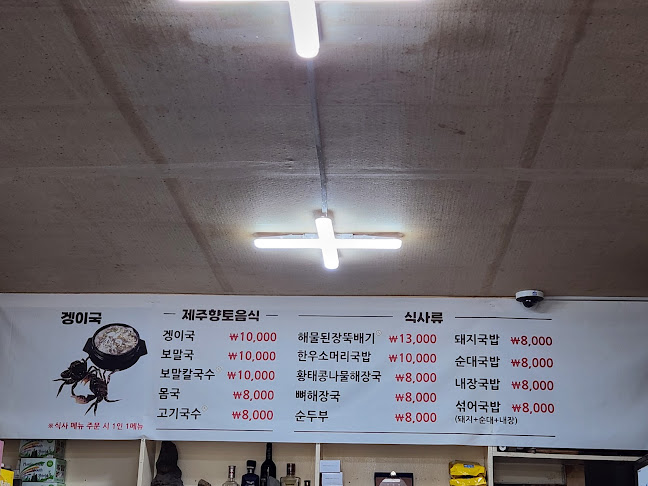 겡이국
※식사 메뉴 주문 시 1인 1메뉴
제주향토음식
겡이국 ₩10,000
보말국 ₩10,000
보말칼국수 ₩10,000
몸국 ₩8,000
고기국수 ₩8,000
식사류
해물된장뚝배기 ₩13,000
한우소머리국밥 ₩10,000
황태콩나물해장국 ₩8,000
뼈해장국 ₩8,000
순두부 ₩8,000
돼지국밥 ₩8,000
순대국밥 ₩8,000
내장국밥 ₩8,000
섞어국밥 ₩8,000
(돼지+순대+내장)